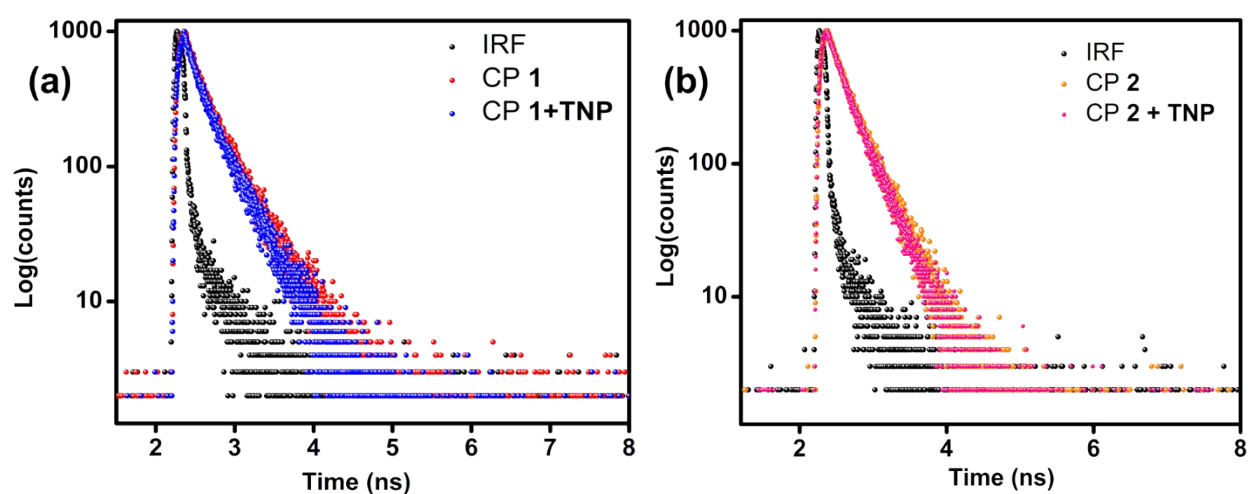 (a)
IRF
CP 1
CP 1+TNP
Log(counts)
1000
100
10
2 3 4 5 6 7 8
Time (ns)
(b)
IRF
CP 2
CP 2 + TNP
Log(counts)
1000
100
10
2 4 6 8
Time (ns)